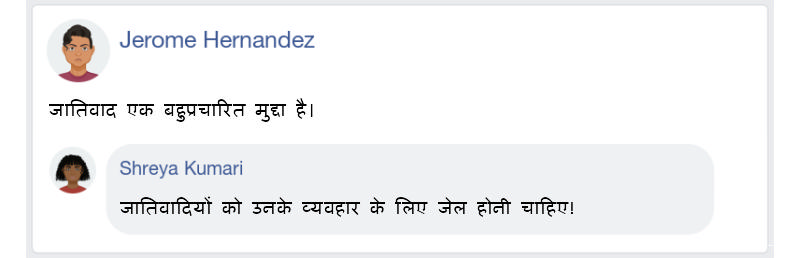 Jerome Hernandez
जातिवाद एक बहुप्रचारित मुद्दा है।
Shreya Kumari
जातिवादियों को उनके व्यवहार के लिए जेल होनी चाहिए!